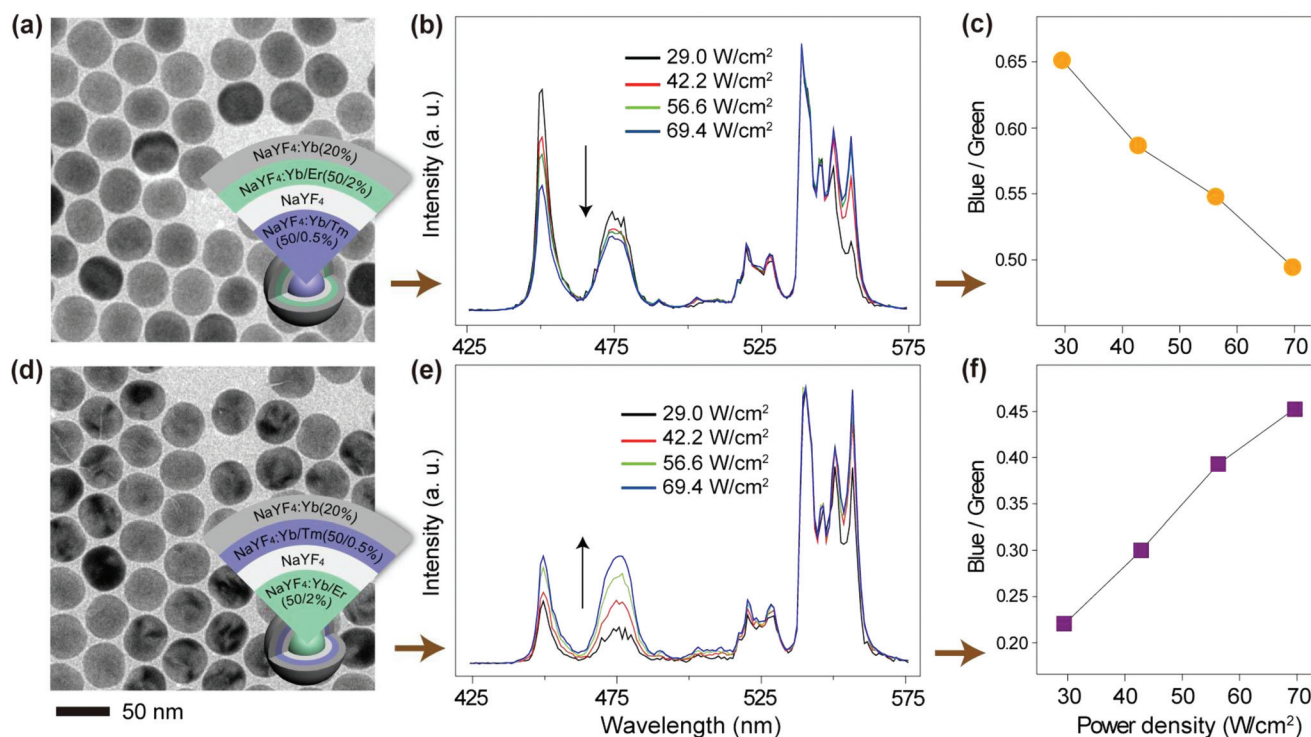 (a)
NaYF₄:Yb(20%)
NaYF₄:Yb/Er(50/2%)
NaYF₄
NaYF₄:Yb/Tm
(50/0.5%)
(b)
Intensity (a. u.)
29.0 W/cm²
42.2 W/cm²
56.6 W/cm²
69.4 W/cm²
425 475 525 575
(c)
Blue / Green
0.65
0.60
0.55
0.50
30 40 50 60 70
(d)
NaYF₄:Yb(20%)
NaYF₄:Yb/Tm(50/0.5%)
NaYF₄
NaYF₄:Yb/Er
(50/2%)
50 nm
(e)
Intensity (a. u.)
29.0 W/cm²
42.2 W/cm²
56.6 W/cm²
69.4 W/cm²
425 475 525 575
Wavelength (nm)
(f)
Blue / Green
0.45
0.40
0.35
0.30
0.25
0.20
30 40 50 60 70
Power density (W/cm²)